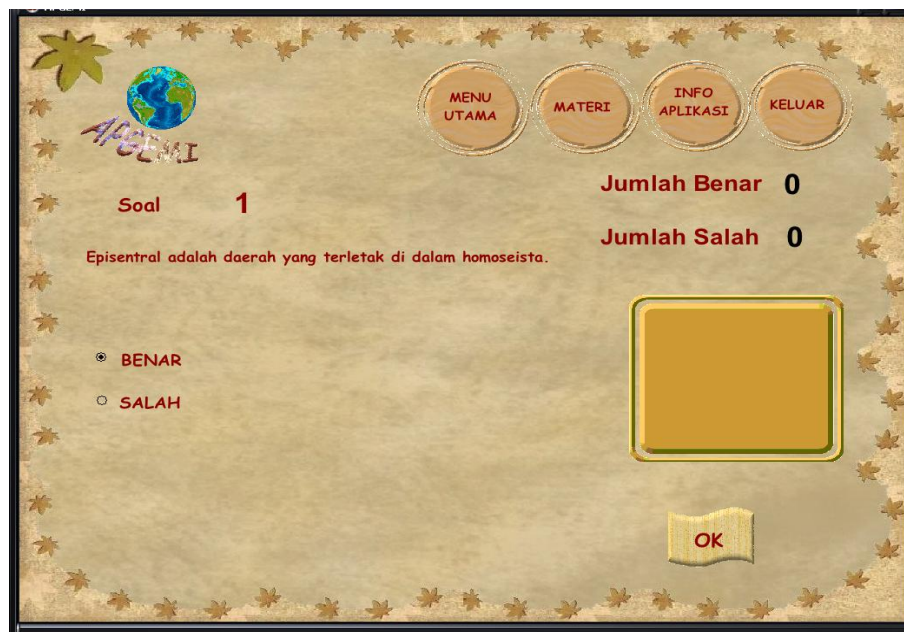 MENU
UTAMA
MATERI
INFO
APLIKASI
KELUAR
APGEMI
Jumlah Benar 0
Soal 1
Jumlah Salah 0
Episentral adalah daerah yang terletak di dalam homoseista.
BENAR
SALAH
OK